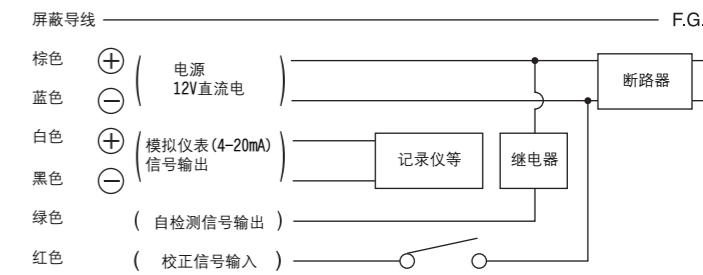 屏蔽导线 F.G.
棕色 ⊕ ( 电源
12V直流电 ) 断路器
蓝色 ⊖
白色 ⊕ ( 模拟仪表(4-20mA)
信号输出 ) 记录仪等 继电器
黑色 ⊖
绿色 ( 自检测信号输出 )
红色 ( 校正信号输入 )